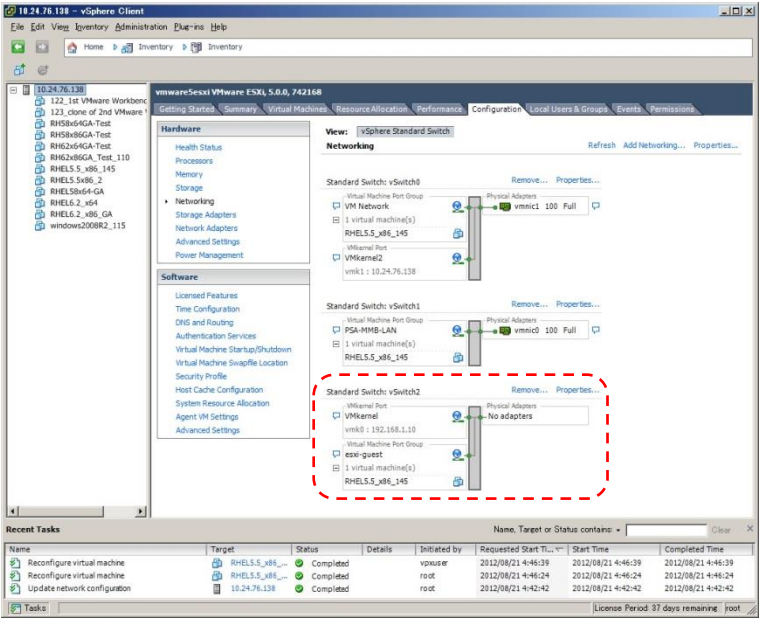 10.24.76.138 - vSphere Client
File Edit View Inventory Administration Plug-ins Help
Home Inventory Inventory
10.24.76.138
122_1st VMware Workbenc
123_clone of 2nd VMware
RH58x64GA-Test
RH58x86GA-Test
RH62x64GA-Test
RH62x86GA_Test_110
RHEL5.5_x86_145
RHEL5.5x86_2
RHEL58x64-GA
RHEL6.2_x64
RHEL6.2_x86_GA
windows2008R2_115
vmware5esxi VMware ESXi, 5.0.0, 742168
Getting Started Summary Virtual Machines Resource Allocation Performance Configuration Local Users & Groups Events Permissions
Hardware
Health Status
Processors
Memory
Storage
Networking
Storage Adapters
Network Adapters
Advanced Settings
Power Management
Software
Licensed Features
Time Configuration
DNS and Routing
Authentication Services
Virtual Machine Startup/Shutdown
Virtual Machine Swapfile Location
Security Profile
Host Cache Configuration
System Resource Allocation
Agent VM Settings
Advanced Settings
View: vSphere Standard Switch
Networking Refresh Add Networking... Properties...
Standard Switch: vSwitch0 Remove... Properties...
Virtual Machine Port Group Physical Adapters
VM Network vmnic1 100 Full
1 virtual machine(s)
RHEL5.5_x86_145
VMkernel Port
VMkernel2
vmk1 : 10.24.76.138
Standard Switch: vSwitch1 Remove... Properties...
Virtual Machine Port Group Physical Adapters
PSA-MMB-LAN vmnic0 100 Full
1 virtual machine(s)
RHEL5.5_x86_145
Standard Switch: vSwitch2 Remove... Properties...
VMkernel Port Physical Adapters
VMkernel No adapters
vmk0 : 192.168.1.10
Virtual Machine Port Group
esxi-guest
1 virtual machine(s)
RHEL5.5_x86_145
Recent Tasks Name, Target or Status contains: Clear
Name Target Status Details Initiated by Requested Start Ti... Start Time Completed Time
Reconfigure virtual machine RHEL5.5_x86_... Completed vpxuser 2012/08/21 4:46:39 2012/08/21 4:46:39 2012/08/21 4:46:39
Reconfigure virtual machine RHEL5.5_x86_... Completed root 2012/08/21 4:46:24 2012/08/21 4:46:24 2012/08/21 4:46:24
Update network configuration 10.24.76.138 Completed root 2012/08/21 4:42:42 2012/08/21 4:42:42 2012/08/21 4:42:42
Tasks License Period: 37 days remaining root